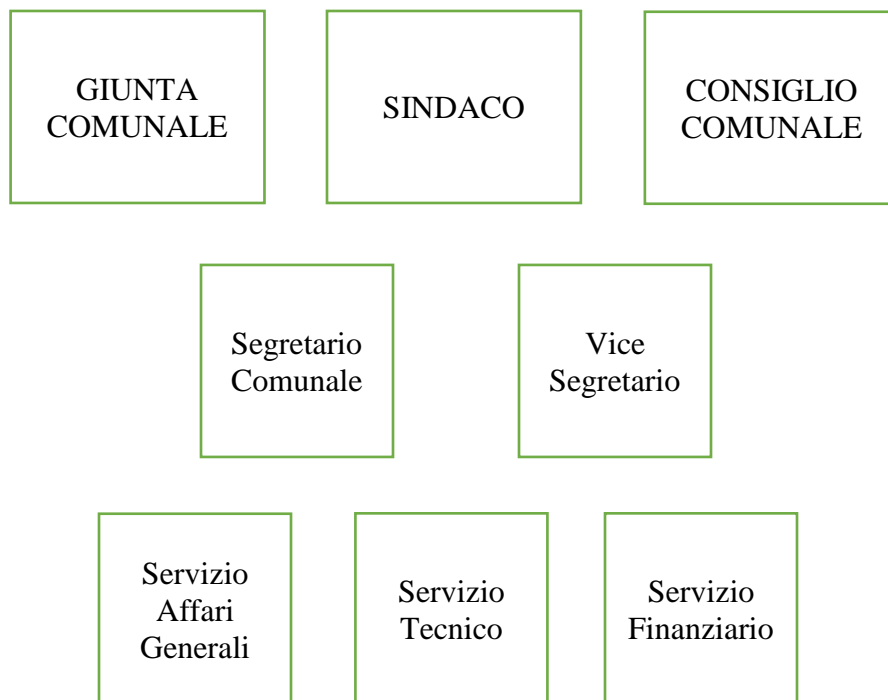 GIUNTA
COMUNALE
SINDACO
CONSIGLIO
COMUNALE
Segretario
Comunale
Vice
Segretario
Servizio
Affari
Generali
Servizio
Tecnico
Servizio
Finanziario